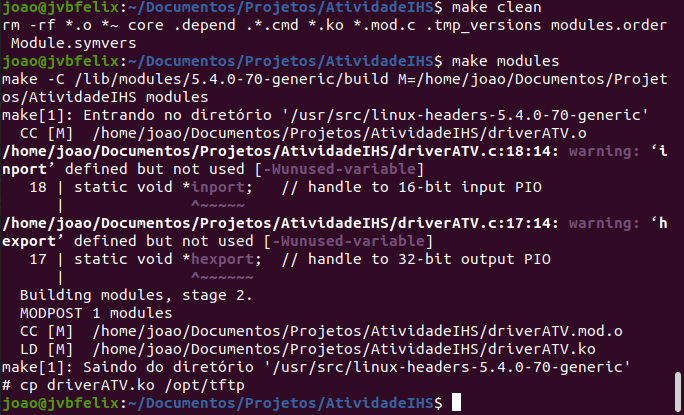 joao@jvbfelix:~/Documentos/Projetos/AtividadeIHS$ make clean
rm -rf *.o *~ core .depend .*.cmd *.ko *.mod.c .tmp_versions modules.order
 Module.symvers
joao@jvbfelix:~/Documentos/Projetos/AtividadeIHS$ make modules
make -C /lib/modules/5.4.0-70-generic/build M=/home/joao/Documentos/Projet
os/AtividadeIHS modules
make[1]: Entrando no diretório '/usr/src/linux-headers-5.4.0-70-generic'
  CC [M]  /home/joao/Documentos/Projetos/AtividadeIHS/driverATV.o
/home/joao/Documentos/Projetos/AtividadeIHS/driverATV.c:18:14: warning: ‘i
nport’ defined but not used [-Wunused-variable]
   18 | static void *inport;   // handle to 16-bit input PIO
      |              ^~~~~~
/home/joao/Documentos/Projetos/AtividadeIHS/driverATV.c:17:14: warning: ‘h
export’ defined but not used [-Wunused-variable]
   17 | static void *hexport;  // handle to 32-bit output PIO
      |              ^~~~~~~
  Building modules, stage 2.
  MODPOST 1 modules
  CC [M]  /home/joao/Documentos/Projetos/AtividadeIHS/driverATV.mod.o
  LD [M]  /home/joao/Documentos/Projetos/AtividadeIHS/driverATV.ko
make[1]: Saindo do diretório '/usr/src/linux-headers-5.4.0-70-generic'
# cp driverATV.ko /opt/tftp
joao@jvbfelix:~/Documentos/Projetos/AtividadeIHS$